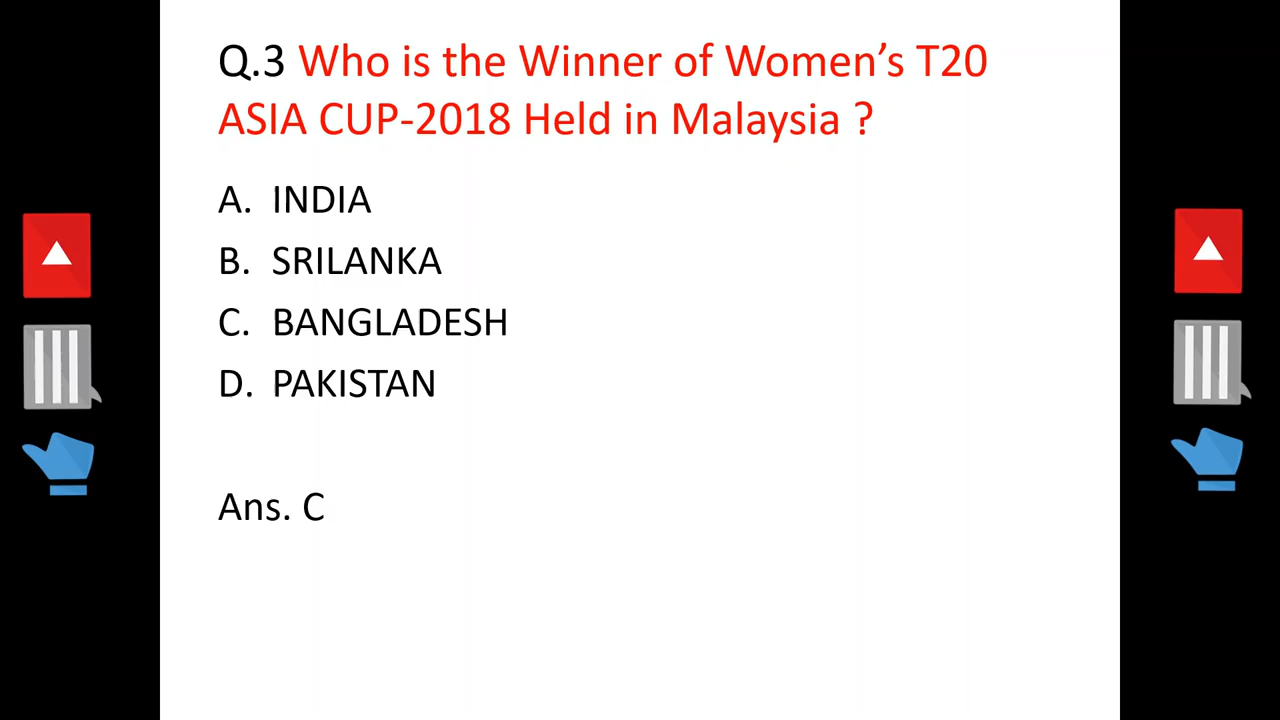 Q.3 Who is the Winner of Women’s T20
ASIA CUP-2018 Held in Malaysia ?
A. INDIA
B. SRILANKA
C. BANGLADESH
D. PAKISTAN
Ans. C